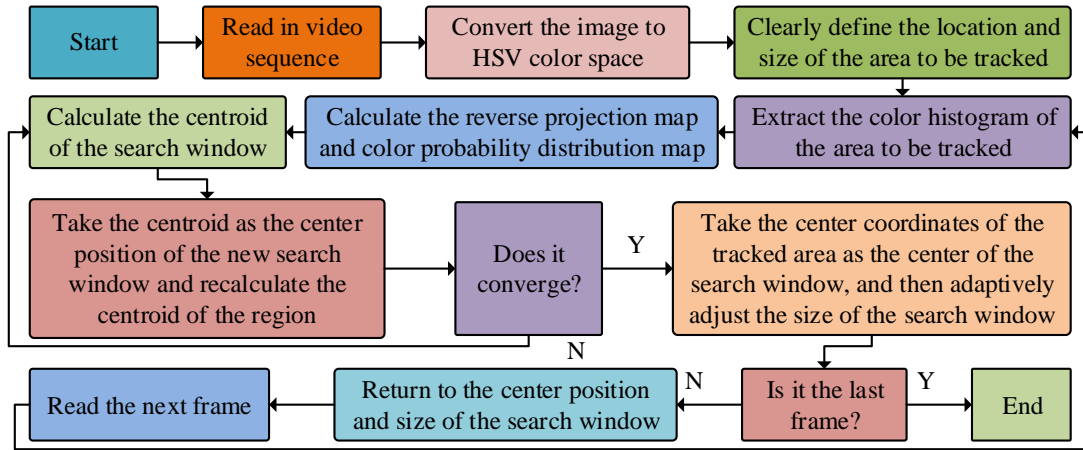 Start
Read in video
sequence
Convert the image to
HSV color space
Clearly define the location and
size of the area to be tracked
Calculate the centroid
of the search window
Calculate the reverse projection map
and color probability distribution map
Extract the color histogram of
the area to be tracked
Take the centroid as the center
position of the new search
window and recalculate the
centroid of the region
Does it
converge?
Y
N
Take the center coordinates of the
tracked area as the center of the
search window, and then adaptively
adjust the size of the search window
Read the next frame
Return to the center position
and size of the search window
N
Is it the last
frame?
Y
End